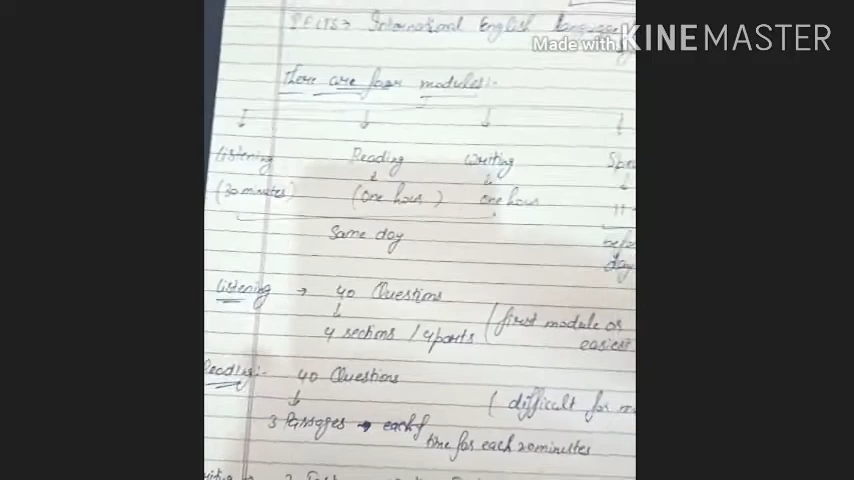 IELTS → International English Language
Made with KINEMASTER
There are four modules:-
Listening Reading Writing
(30 minutes) (One hour) one hour
Same day
day
Listening → 40 Questions
4 sections / 4 parts (first module or
easiest
Reading:- 40 Questions
(difficult for
3 Passages → each
time for each 20 minutes